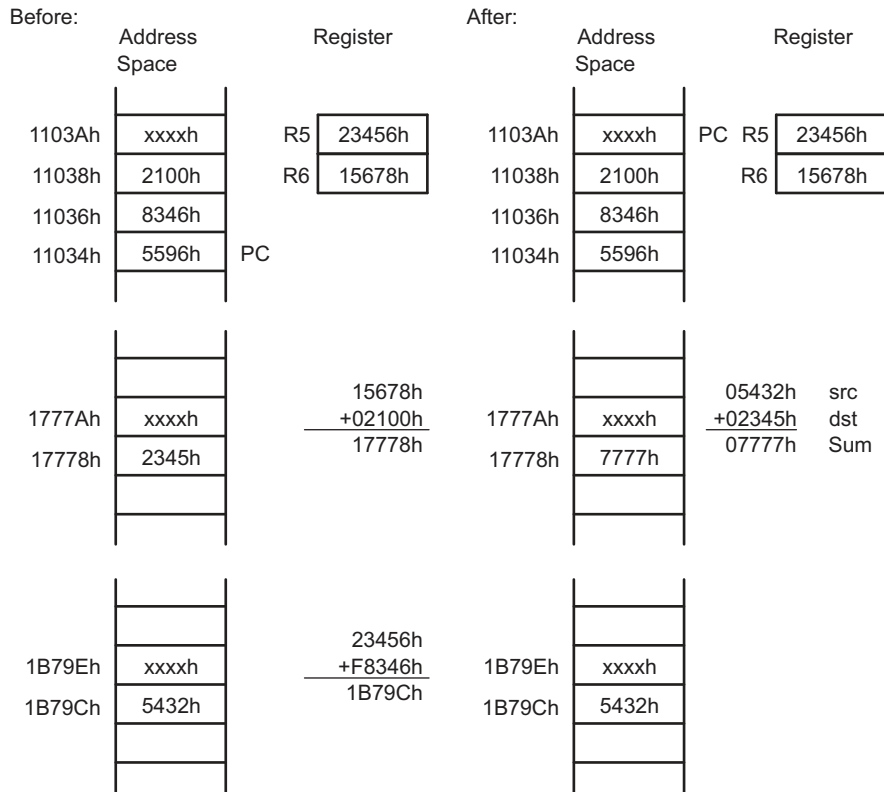 Before:
Address
Space
Register
1103Ah xxxxh R5 23456h
11038h 2100h R6 15678h
11036h 8346h
11034h 5596h PC
1777Ah xxxxh
17778h 2345h
15678h
+02100h
17778h
1B79Eh xxxxh
1B79Ch 5432h
23456h
+F8346h
1B79Ch
After:
Address
Space
Register
1103Ah xxxxh PC R5 23456h
11038h 2100h R6 15678h
11036h 8346h
11034h 5596h
1777Ah xxxxh
17778h 7777h
05432h src
+02345h dst
07777h Sum
1B79Eh xxxxh
1B79Ch 5432h